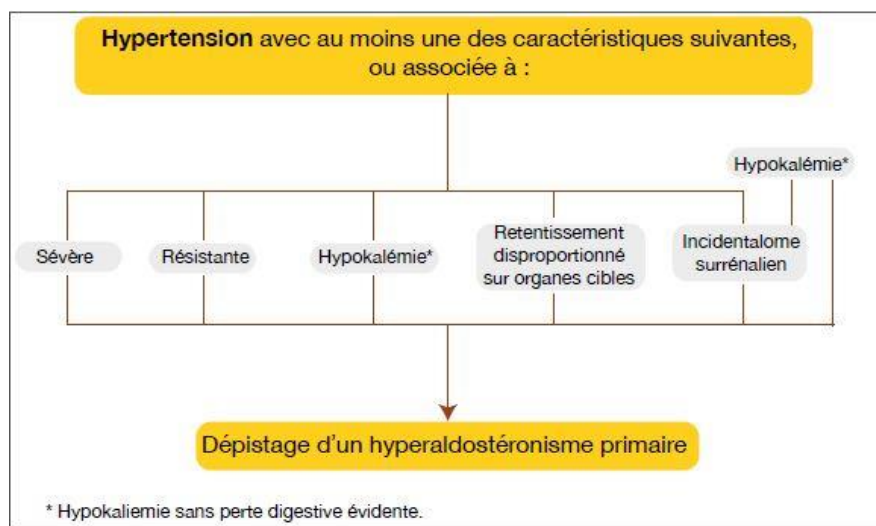 Hypertension avec au moins une des caractéristiques suivantes,
ou associée à :
Hypokalémie*
Sévère
Résistante
Hypokalémie*
Retentissement
disproportionné
sur organes cibles
Incidentalome
surrénalien
Dépistage d'un hyperaldostéronisme primaire
* Hypokaliemie sans perte digestive évidente.